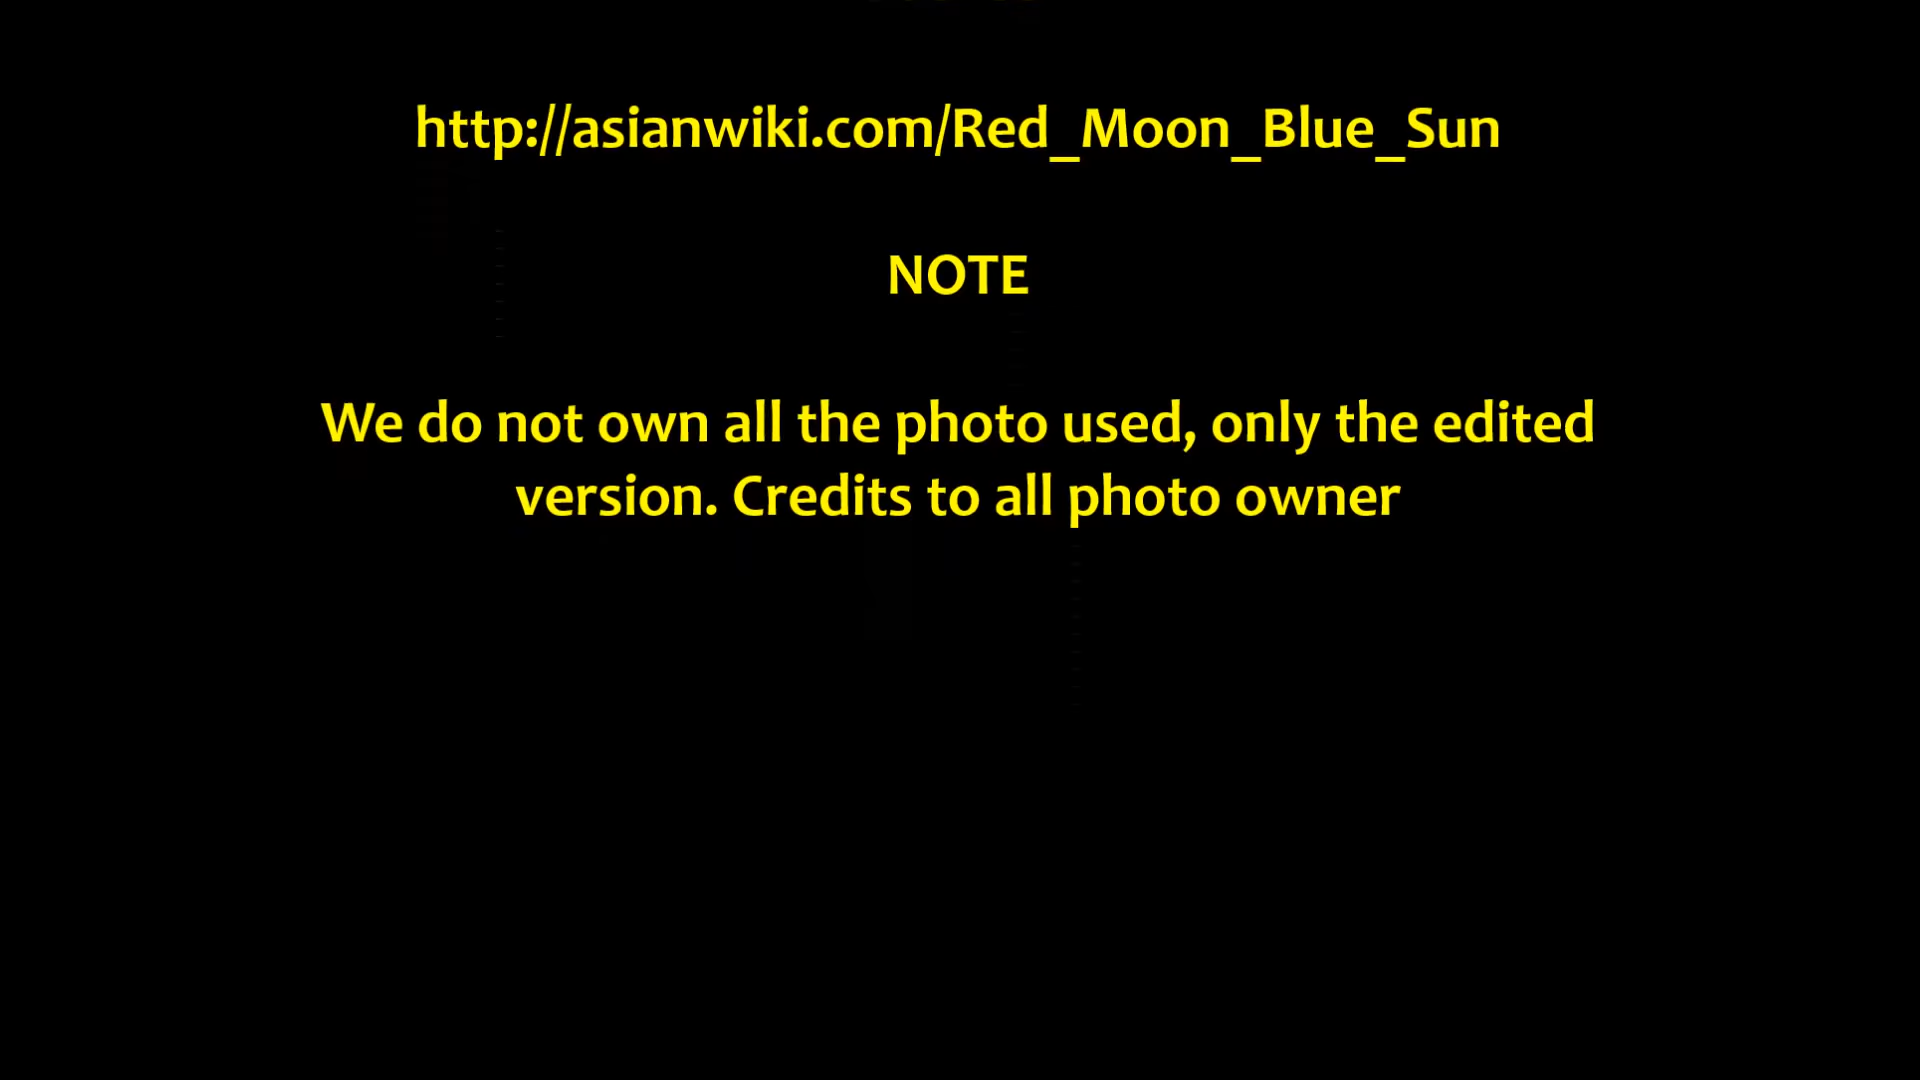 http://asianwiki.com/Red_Moon_Blue_Sun
NOTE
We do not own all the photo used, only the edited
version. Credits to all photo owner